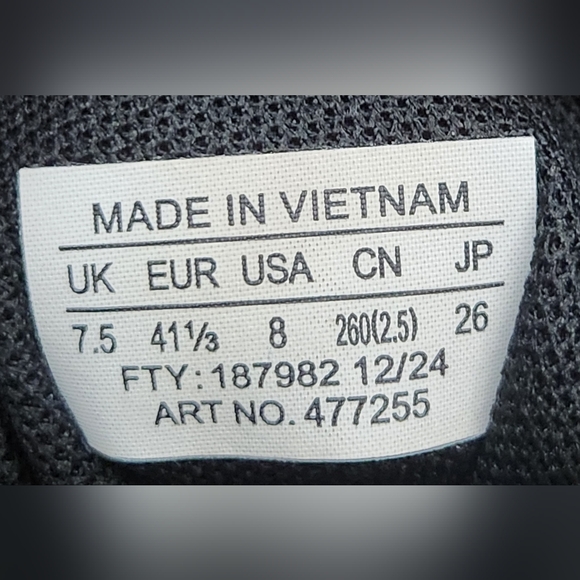 MADE IN VIETNAM
UK EUR USA CN JP
7.5 41⅓ 8 260(2.5) 26
FTY: 187982 12/24
ART NO. 477255